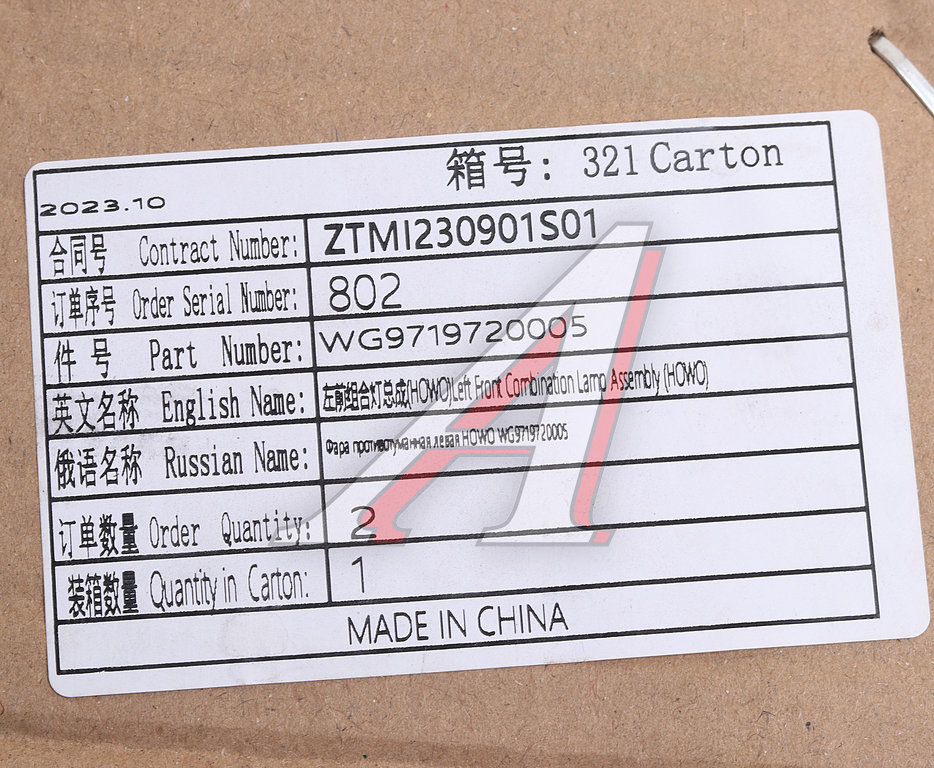 箱号: 321 Carton
2023.10
合同号 Contract Number: ZTMI230901S01
订单序号 Order Serial Number: 802
件号 Part Number: WG9719720005
英文名称 English Name: 左前组合灯总成(HOWO)Left Front Combination Lamp Assembly (HOWO)
俄语名称 Russian Name: Фара противотуманная левая HOWO WG9719720005
订单数量 Order Quantity: 2
装箱数量 Quantity in Carton: 1
MADE IN CHINA